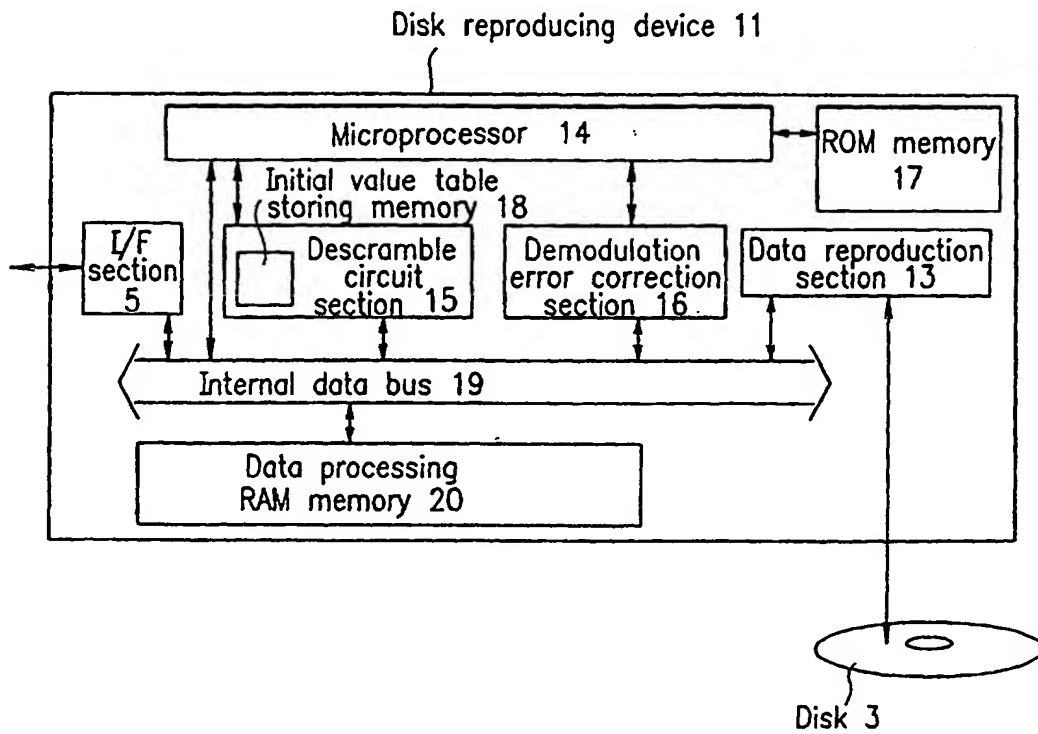 Disk reproducing device 11
Microprocessor 14
ROM memory
17
Initial value table
storing memory 18
I/F
section
5
Descramble
circuit
section 15
Demodulation
error correction
section 16
Data reproduction
section 13
Internal data bus 19
Data processing
RAM memory 20
Disk 3